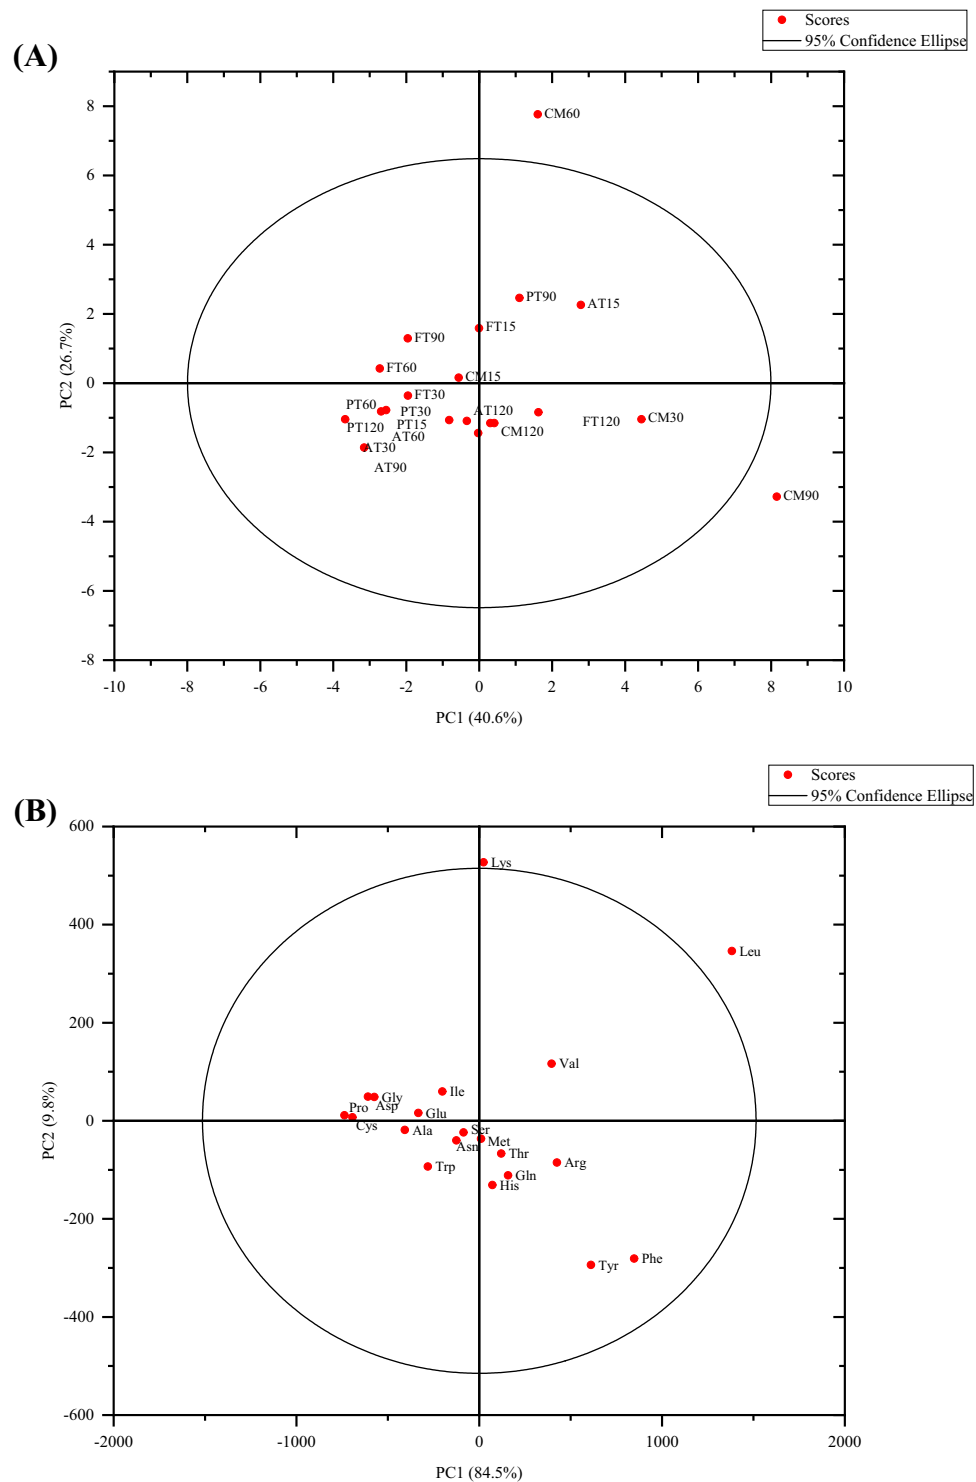 Scores
95% Confidence Ellipse
(A)
8
6
4
2
0
-2
-4
-6
-8
PC2 (26.7%)
CM60
PT90
AT15
FT15
FT90
FT60
CM15
FT30
PT60
PT30
AT120
PT120
PT15
FT120
CM30
AT60
CM120
AT30
AT90
CM90
-10
-8
-6
-4
-2
0
2
4
6
8
10
PC1 (40.6%)
Scores
95% Confidence Ellipse
(B)
600
400
200
0
-200
-400
-600
PC2 (9.8%)
Lys
Leu
Val
Ile
Gly
Asp
Pro
Glu
Cys
Ala
Ser
Asn
Met
Thr
Trp
Gln
Arg
His
Tyr
Phe
-2000
-1000
0
1000
2000
PC1 (84.5%)